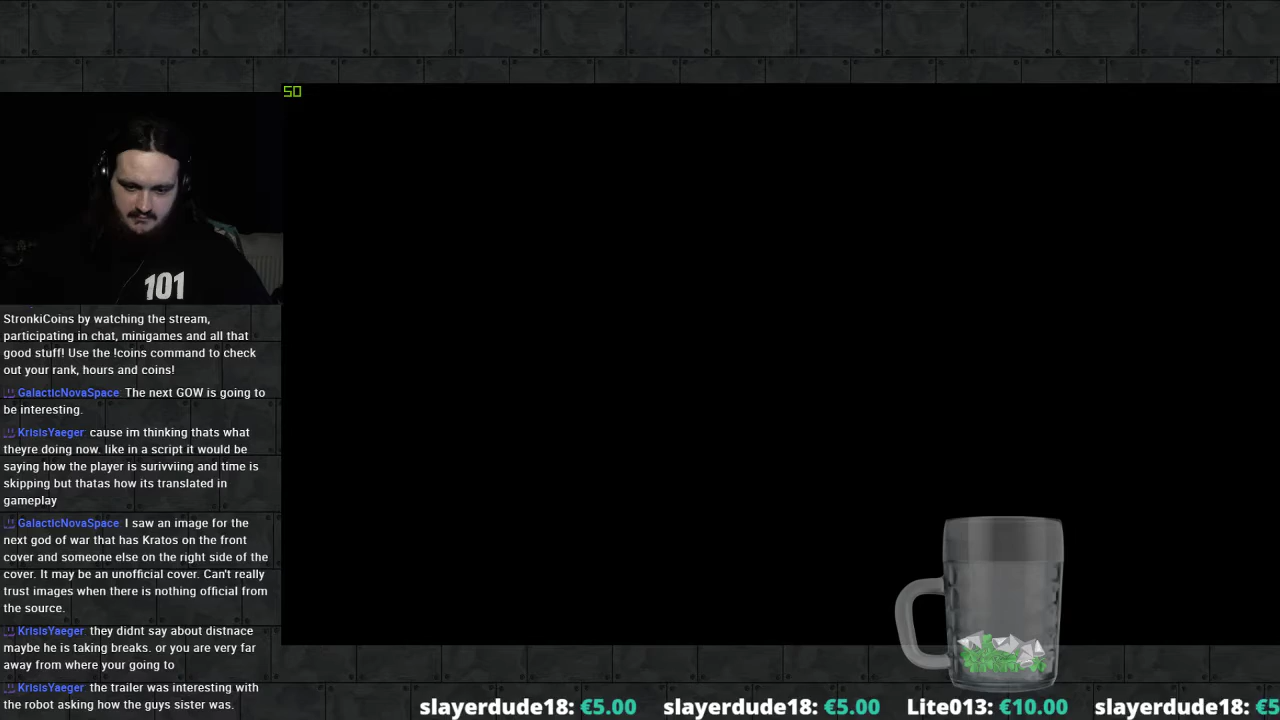 50
101
StronkiCoins by watching the stream,
participating in chat, minigames and all that
good stuff! Use the !coins command to check
out your rank, hours and coins!
GalacticNovaSpace: The next GOW is going to
be interesting.
KrisisYaeger: cause im thinking thats what
theyre doing now. like in a script it would be
saying how the player is surivviing and time is
skipping but thatas how its translated in
gameplay
GalacticNovaSpace: I saw an image for the
next god of war that has Kratos on the front
cover and someone else on the right side of the
cover. It may be an unofficial cover. Can't really
trust images when there is nothing official from
the source.
KrisisYaeger: they didnt say about distnace
maybe he is taking breaks. or you are very far
away from where your going to
KrisisYaeger: the trailer was interesting with
the robot asking how the guys sister was.
slayerdude18: €5.00 slayerdude18: €5.00 Lite013: €10.00 slayerdude18: €5